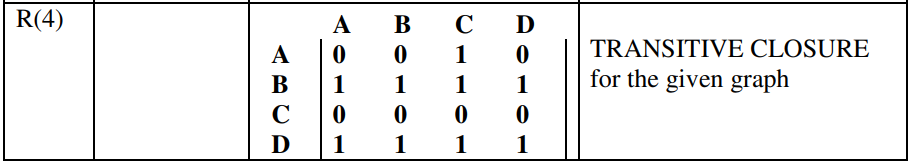 R(4)
A B C D
A 0 0 1 0
B 1 1 1 1
C 0 0 0 0
D 1 1 1 1
TRANSITIVE CLOSURE
for the given graph